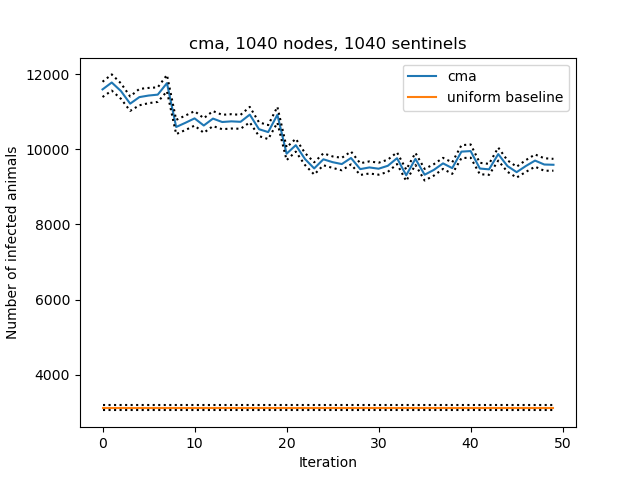 cma, 1040 nodes, 1040 sentinels
12000
10000
8000
6000
4000
Number of infected animals
cma
uniform baseline
0 10 20 30 40 50
Iteration